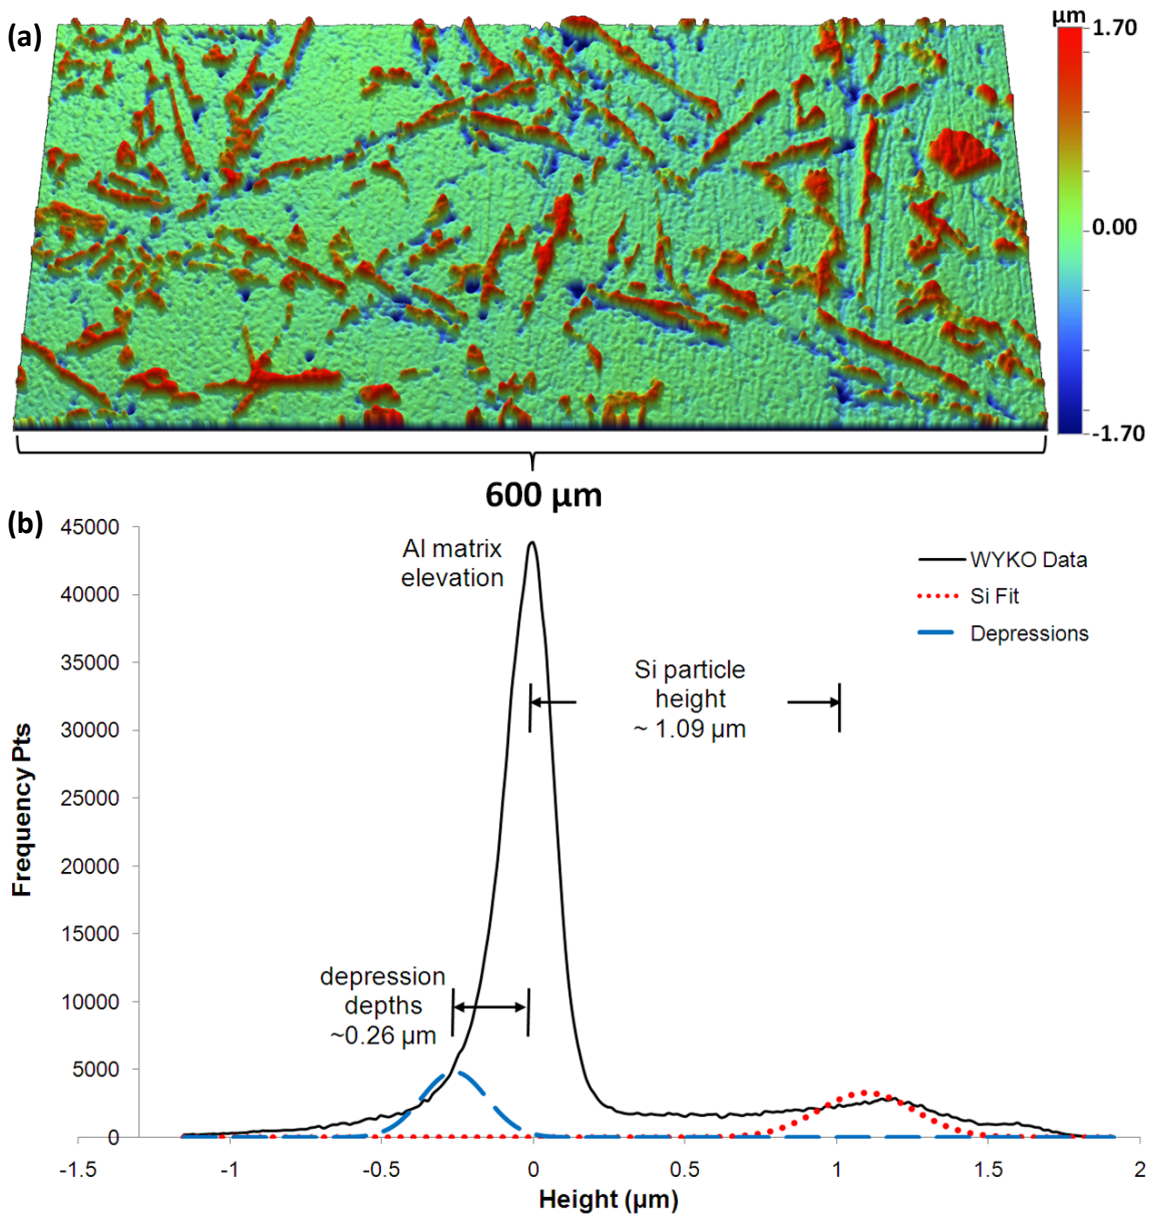 (a)
µm
1.70
0.00
-1.70
600 µm
(b)
45000
40000
35000
30000
25000
20000
15000
10000
5000
0
Frequency Pts
Al matrix
elevation
WYKO Data
Si Fit
Depressions
Si particle
height
~ 1.09 µm
depression
depths
~0.26 µm
-1.5
-1
-0.5
0
0.5
1
1.5
2
Height (µm)